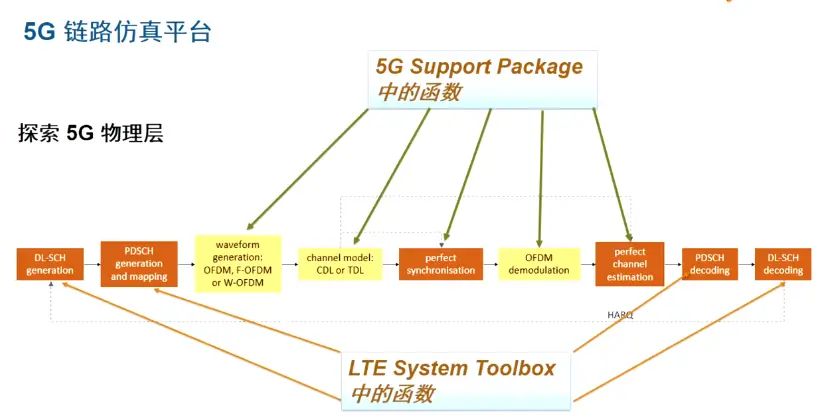 5G 链路仿真平台
5G Support Package
中的函数
探索 5G 物理层
DL-SCH
generation
PDSCH
generation
and mapping
waveform
generation:
OFDM, F-OFDM
or W-OFDM
channel model:
CDL or TDL
perfect
synchronisation
OFDM
demodulation
perfect
channel
estimation
PDSCH
decoding
DL-SCH
decoding
HARQ
LTE System Toolbox
中的函数